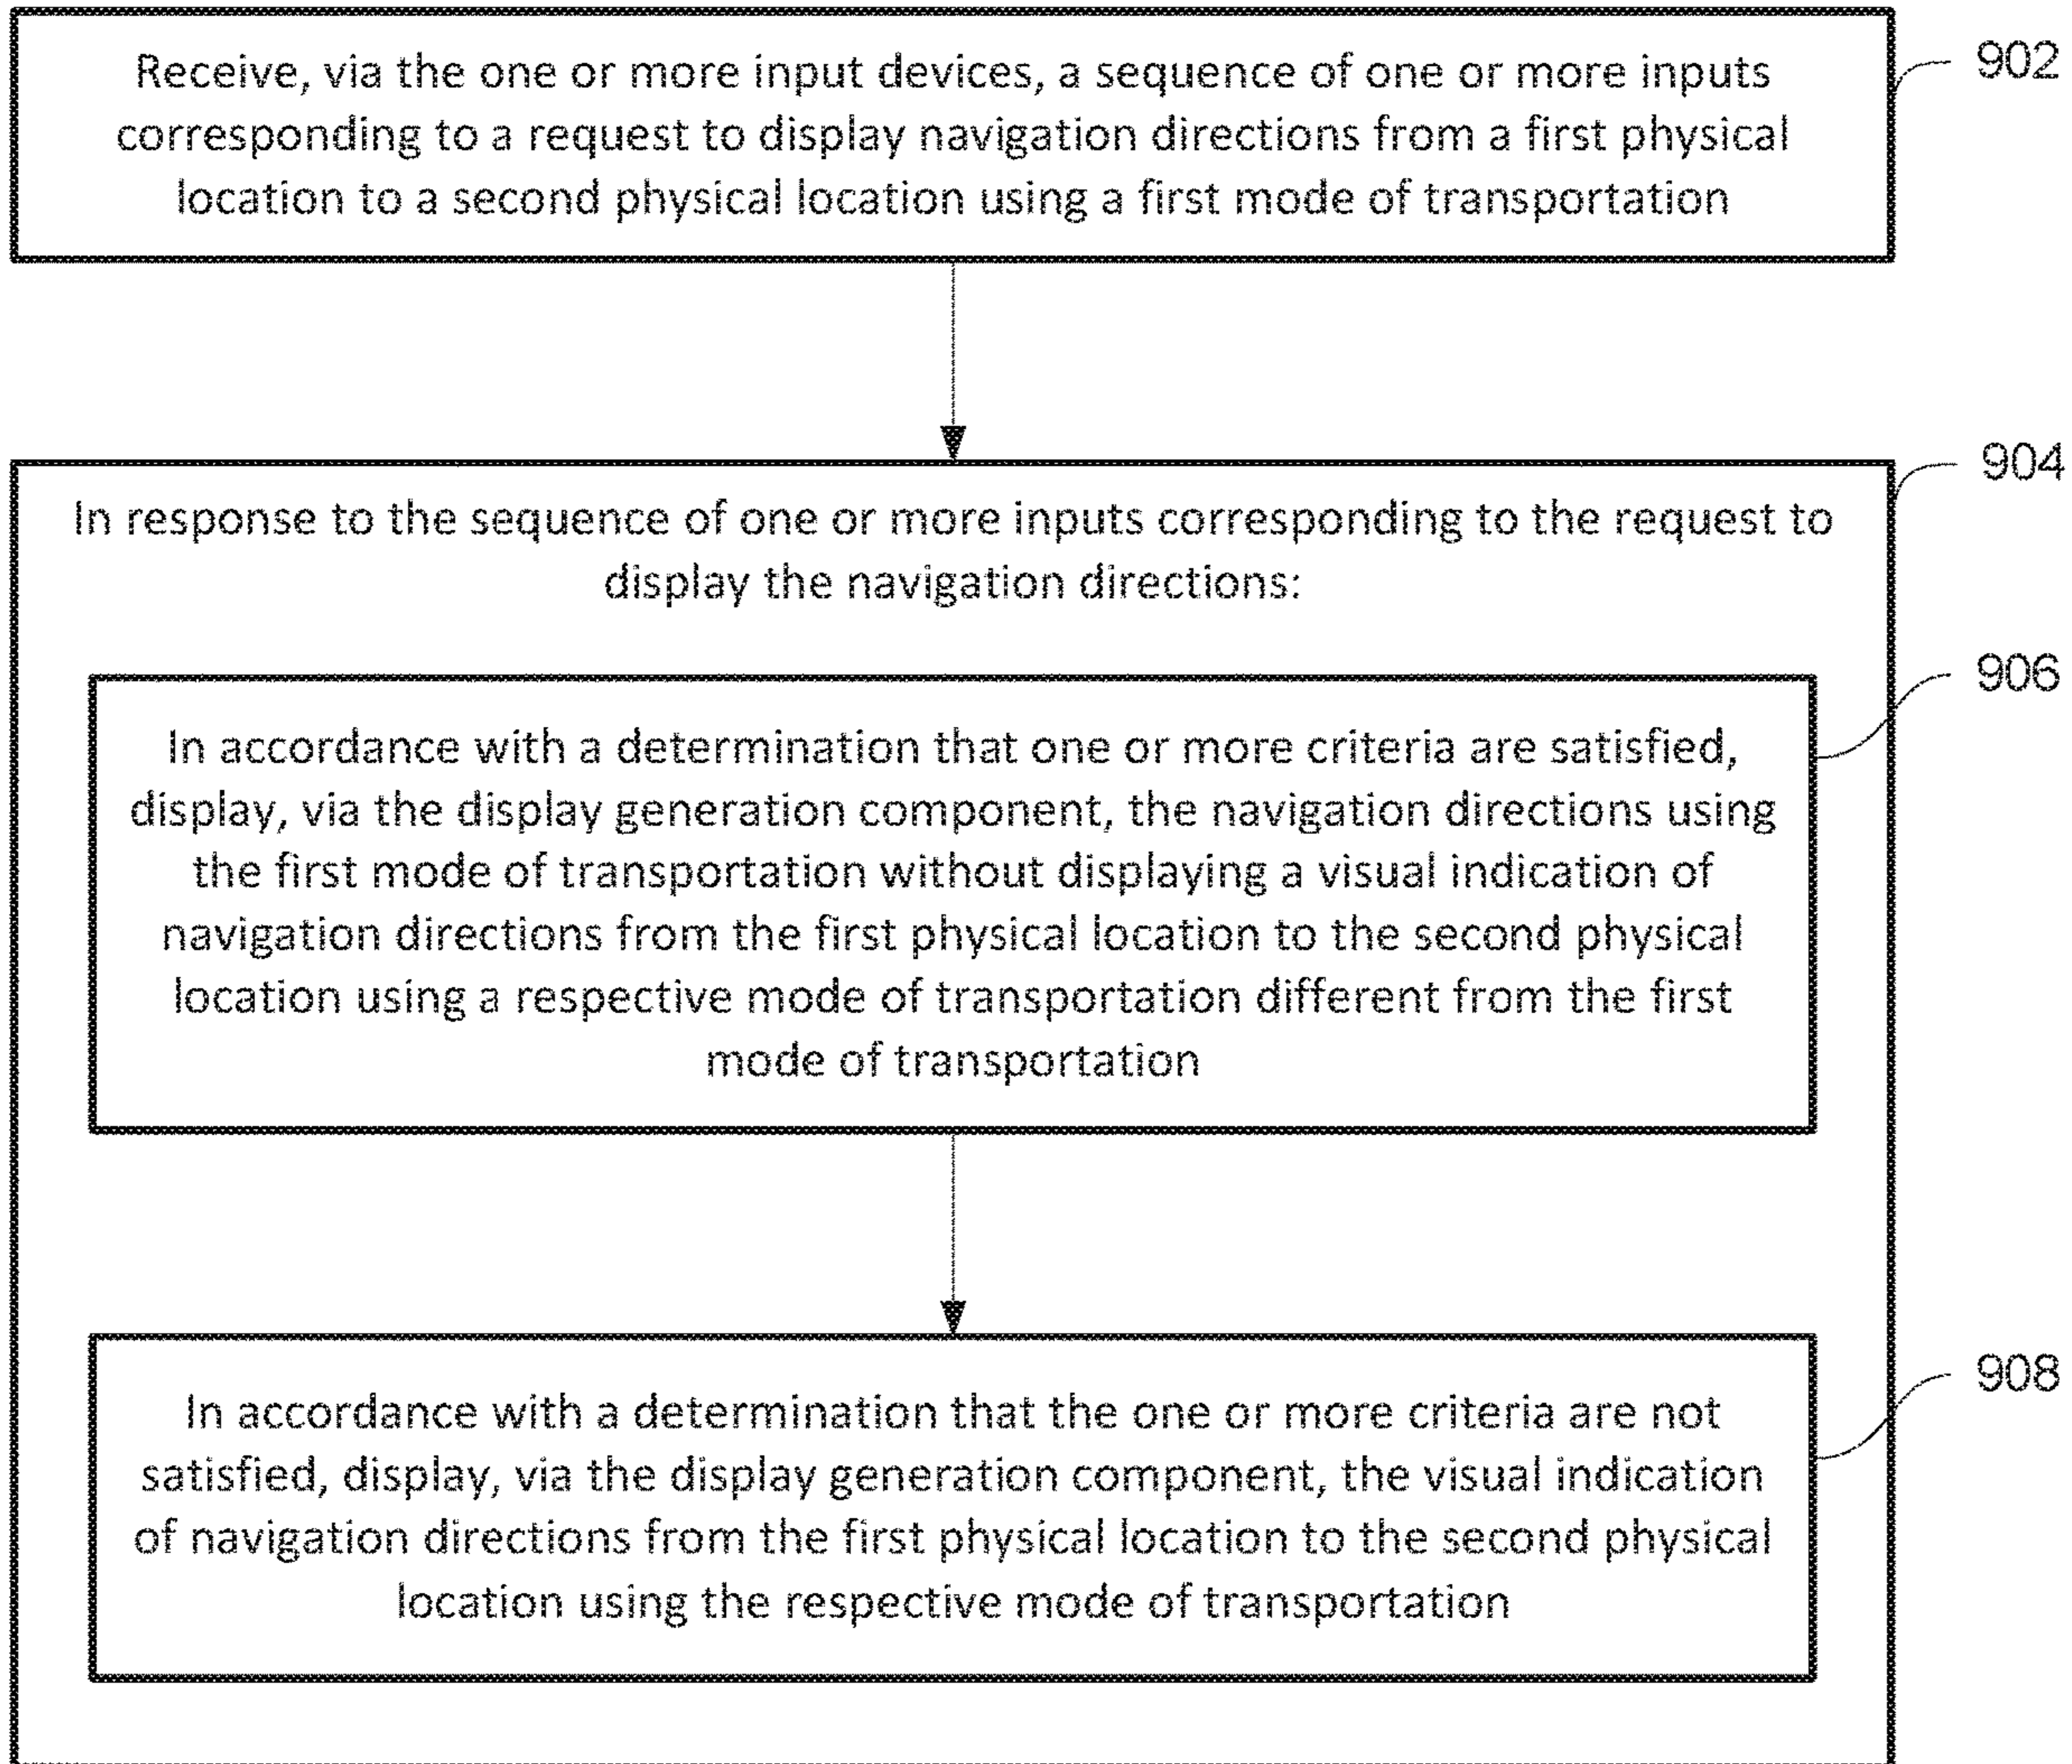 Receive, via the one or more input devices, a sequence of one or more inputs
corresponding to a request to display navigation directions from a first physical
location to a second physical location using a first mode of transportation
902
904
In response to the sequence of one or more inputs corresponding to the request to
display the navigation directions:
906
In accordance with a determination that one or more criteria are satisfied,
display, via the display generation component, the navigation directions using
the first mode of transportation without displaying a visual indication of
navigation directions from the first physical location to the second physical
location using a respective mode of transportation different from the first
mode of transportation
908
In accordance with a determination that the one or more criteria are not
satisfied, display, via the display generation component, the visual indication
of navigation directions from the first physical location to the second physical
location using the respective mode of transportation